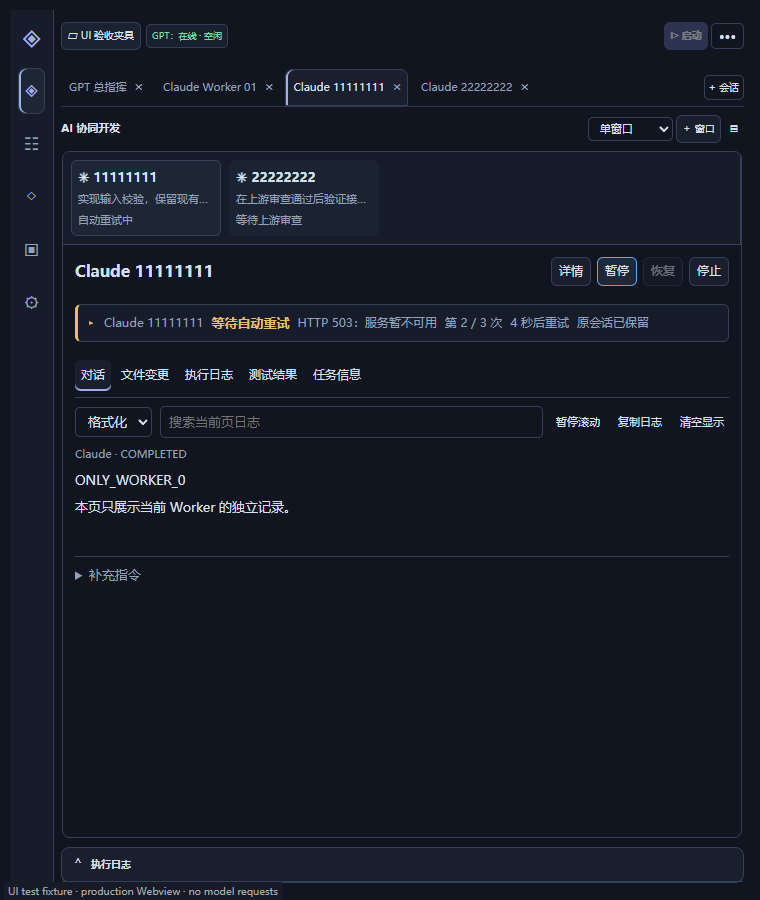 UI 验收夹具 GPT: 在线 · 空闲 启动 •••
GPT 总指挥 × Claude Worker 01 × Claude 11111111 × Claude 22222222 × + 会话
AI 协同开发 单窗口 + 窗口
11111111 22222222
实现输入校验，保留现有... 在上游审查通过后验证接...
自动重试中 等待上游审查
Claude 11111111 详情 暂停 恢复 停止
Claude 11111111 等待自动重试 HTTP 503：服务暂不可用 第 2 / 3 次 4 秒后重试 原会话已保留
对话 文件变更 执行日志 测试结果 任务信息
格式化 搜索当前页日志 暂停滚动 复制日志 清空显示
Claude · COMPLETED
ONLY_WORKER_0
本页只展示当前 Worker 的独立记录。
补充指令
^ 执行日志
UI test fixture · production Webview · no model requests